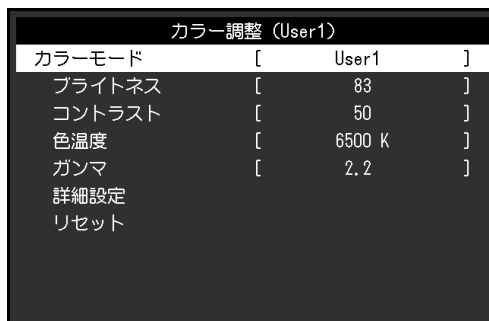 カラー調整（User1）
カラーモード [ User1 ]
ブライトネス [ 83 ]
コントラスト [ 50 ]
色温度 [ 6500 K ]
ガンマ [ 2.2 ]
詳細設定
リセット